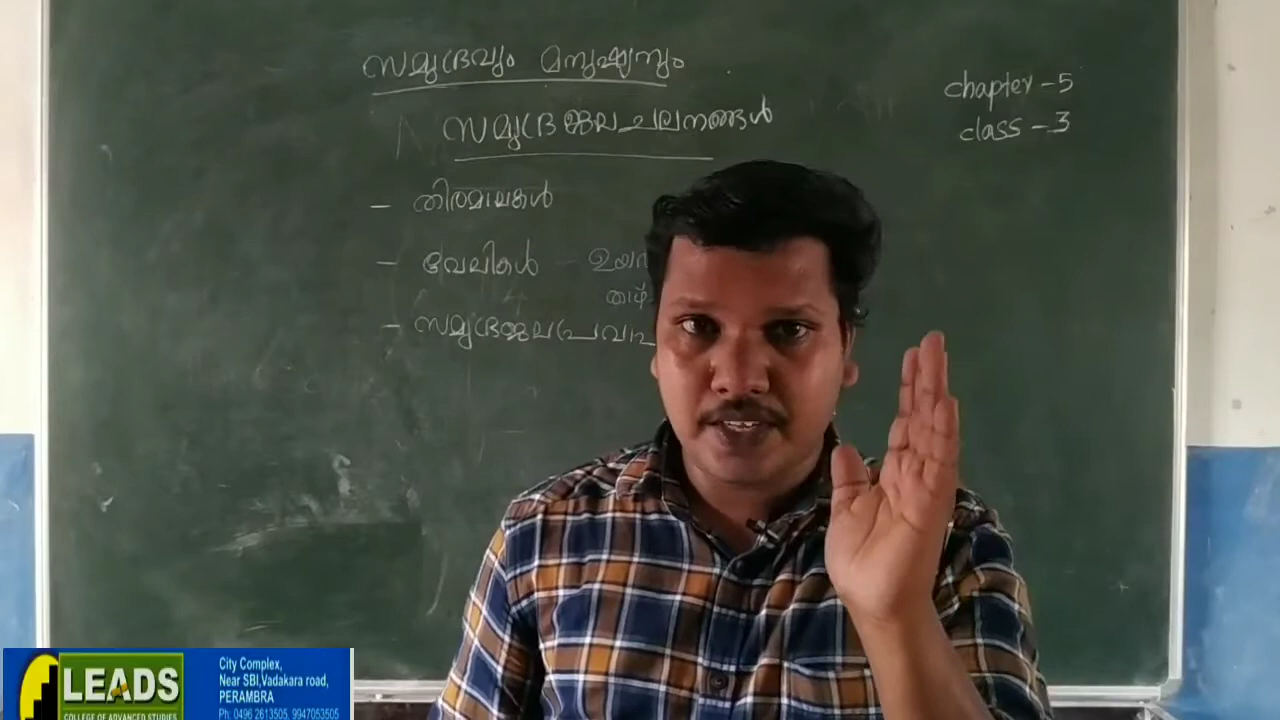 സമുദ്രവും മനുഷ്യനും
chapter - 5
class - 3
സമുദ്രജലചലനങ്ങൾ
- തിരമാലകൾ
- വേലികൾ - ഉയർ
താഴ്
- സമുദ്രജലപ്രവാഹ
LEADS
COLLEGE OF ADVANCED STUDIES
City Complex,
Near SBI,Vadakara road,
PERAMBRA
Ph: 0496 2613505, 9947053505